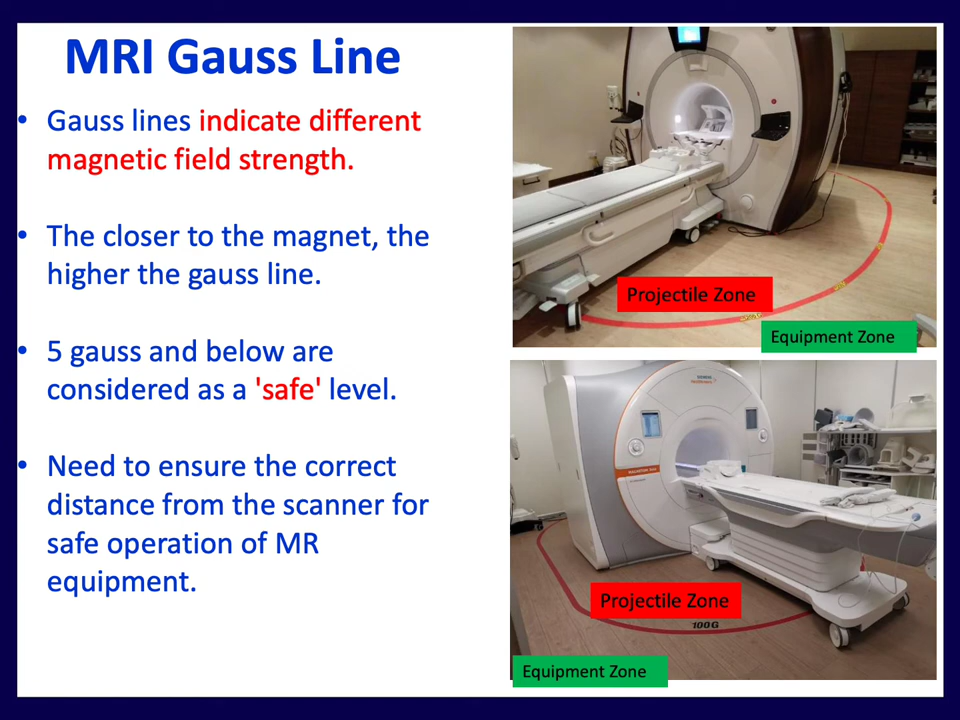 MRI Gauss Line
• Gauss lines indicate different
magnetic field strength.
• The closer to the magnet, the
higher the gauss line.
• 5 gauss and below are
considered as a 'safe' level.
• Need to ensure the correct
distance from the scanner for
safe operation of MR
equipment.
Projectile Zone
Equipment Zone
Projectile Zone
100G
Equipment Zone